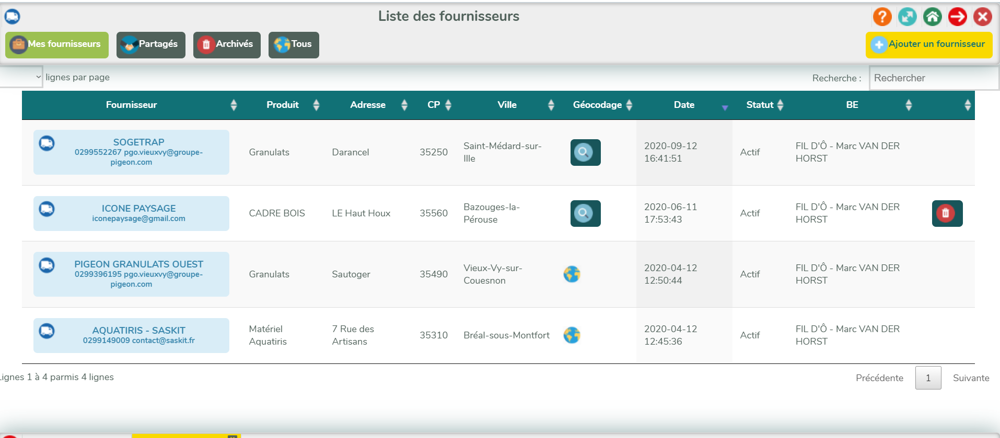 Liste des fournisseurs
Mes fournisseurs
Partagés
Archivés
Tous
Ajouter un fournisseur
lignes par page
Recherche :
Rechercher
Fournisseur Produit Adresse CP Ville Géocodage Date Statut BE
SOGETRAP
0299552267 pgo.vieuxvy@groupe-
pigeon.com
Granulats
Darancel
35250
Saint-Médard-sur-
Ille
2020-09-12
16:41:51
Actif
FIL D'Ô - Marc VAN DER
HORST
ICONE PAYSAGE
iconepaysage@gmail.com
CADRE BOIS
LE Haut Houx
35560
Bazouges-la-
Pérouse
2020-06-11
17:53:43
Actif
FIL D'Ô - Marc VAN DER
HORST
PIGEON GRANULATS OUEST
0299396195 pgo.vieuxvy@groupe-
pigeon.com
Granulats
Sautoger
35490
Vieux-Vy-sur-
Couesnon
2020-04-12
12:50:44
Actif
FIL D'Ô - Marc VAN DER
HORST
AQUATIRIS - SASKIT
0299149009 contact@saskit.fr
Matériel
Aquatiris
7 Rue des
Artisans
35310
Bréal-sous-Montfort
2020-04-12
12:45:36
Actif
FIL D'Ô - Marc VAN DER
HORST
Lignes 1 à 4 parmis 4 lignes
Précédente
1
Suivante